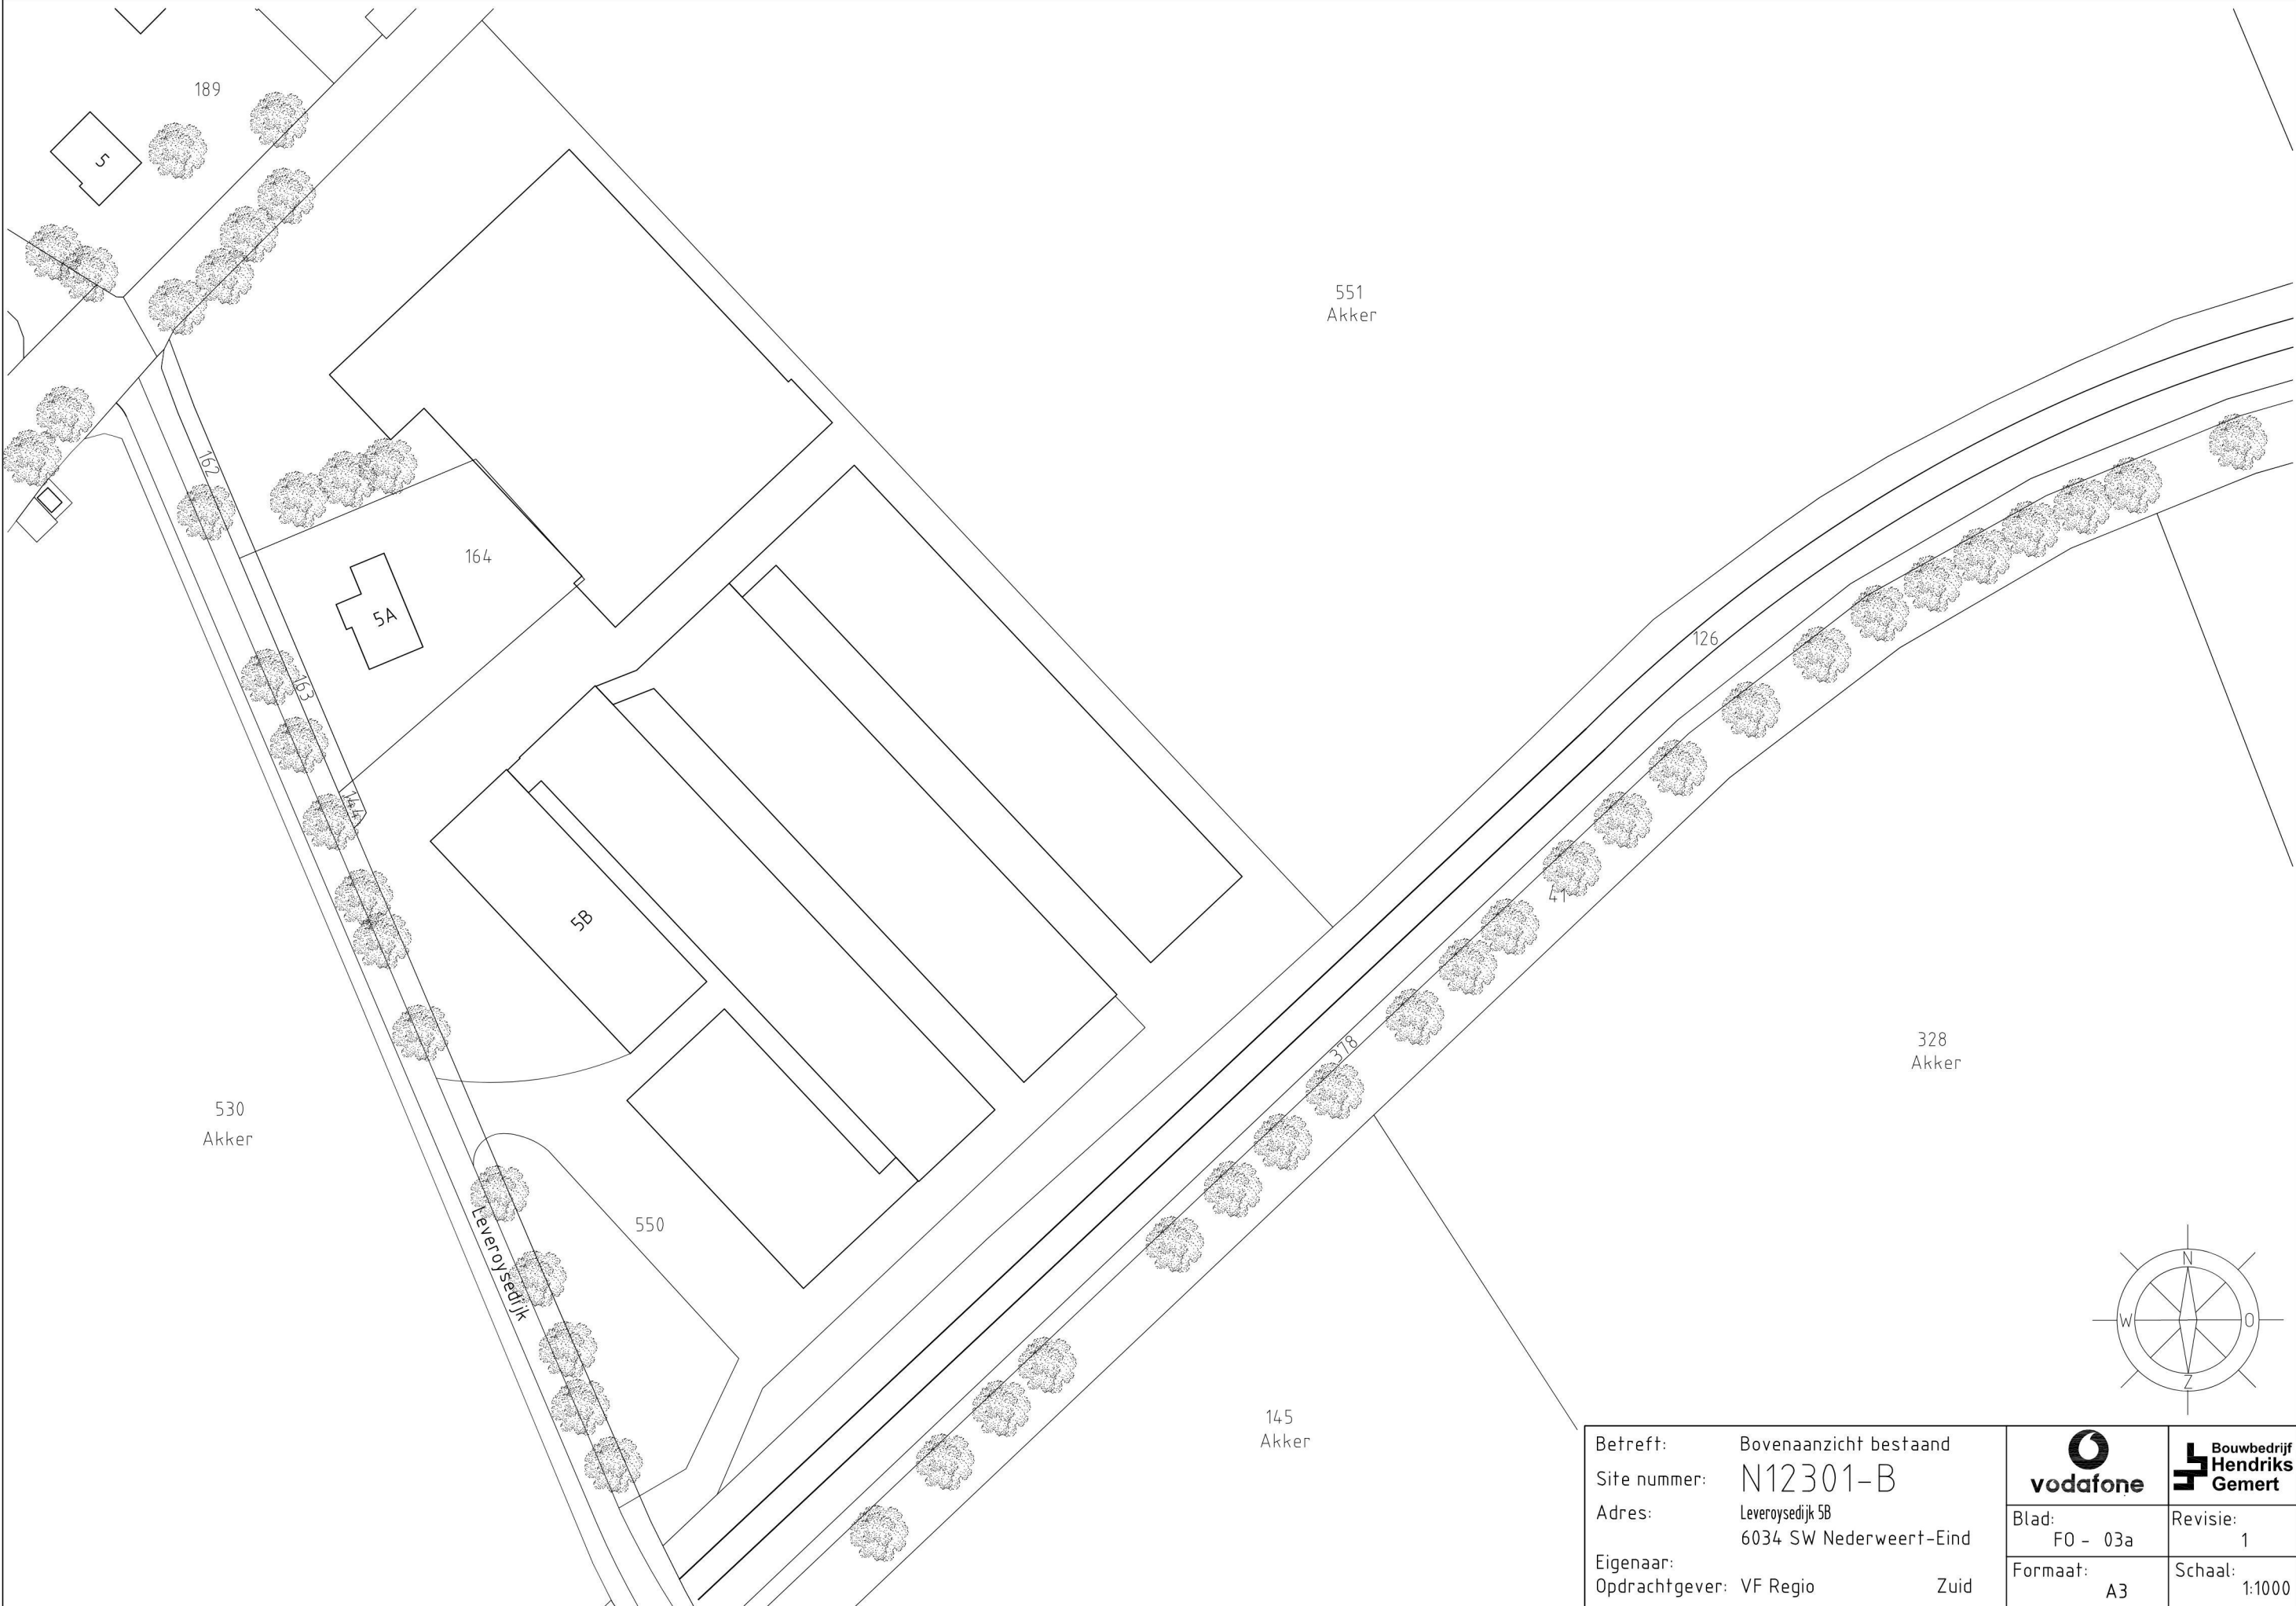 189
5
551
Akker
162
164
5A
126
163
144
41
5B
378
328
Akker
530
Akker
550
Leveroysedijk
145
Akker
N
W
O
Z
Betreft: Bovenaanzicht bestaand
Site nummer: N12301-B
Adres: Leveroysedijk 5B
6034 SW Nederweert-Eind
Eigenaar:
Opdrachtgever: VF Regio Zuid
vodafone
Bouwbedrijf
Hendriks
Gemert
Blad:
FO - 03a
Revisie:
1
Formaat:
A3
Schaal:
1:1000